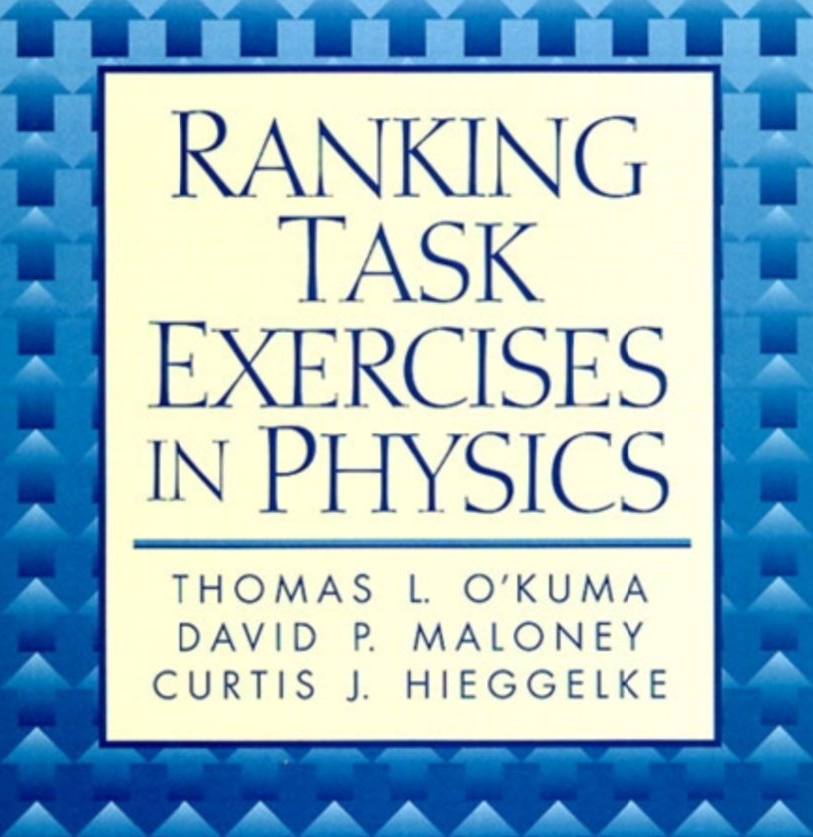 RANKING
TASK
EXERCISES
IN PHYSICS
THOMAS L. O'KUMA
DAVID P. MALONEY
CURTIS J. HIEGGELKE